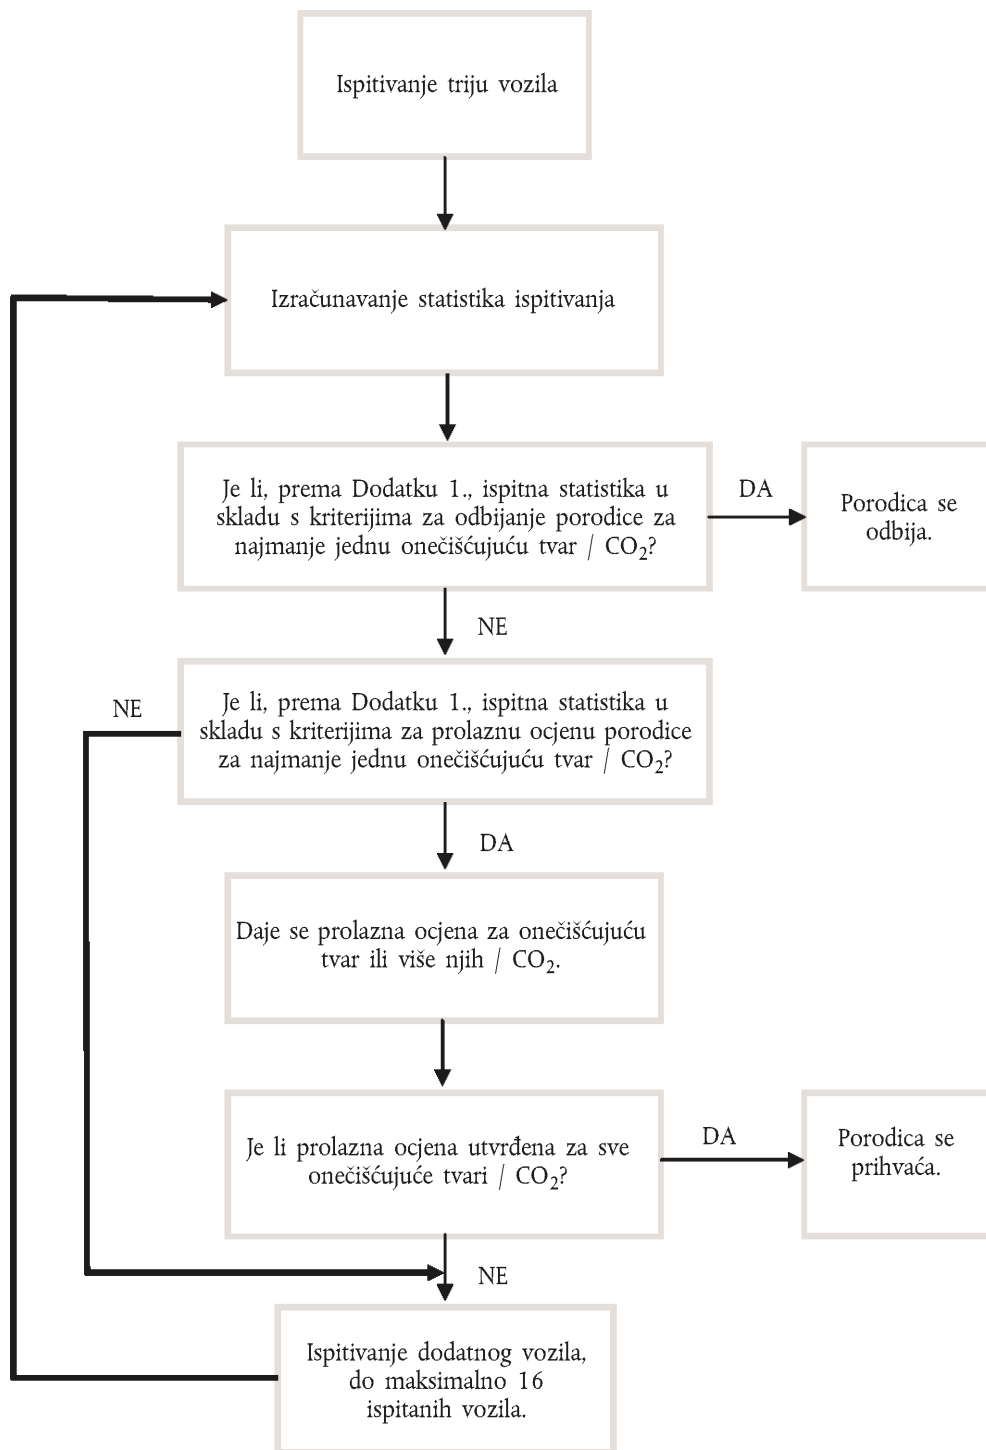 Ispitivanje triju vozila
Izračunavanje statistika ispitivanja
Je li, prema Dodatku 1., ispitna statistika u
skladu s kriterijima za odbijanje porodice za
najmanje jednu onečišćujuću tvar / CO₂?
DA
Porodica se
odbija.
NE
Je li, prema Dodatku 1., ispitna statistika u
skladu s kriterijima za prolaznu ocjenu porodice
za najmanje jednu onečišćujuću tvar / CO₂?
NE
DA
Daje se prolazna ocjena za onečišćujuću
tvar ili više njih / CO₂.
Je li prolazna ocjena utvrđena za sve
onečišćujuće tvari / CO₂?
DA
Porodica se
prihvaća.
NE
Ispitivanje dodatnog vozila,
do maksimalno 16
ispitanih vozila.